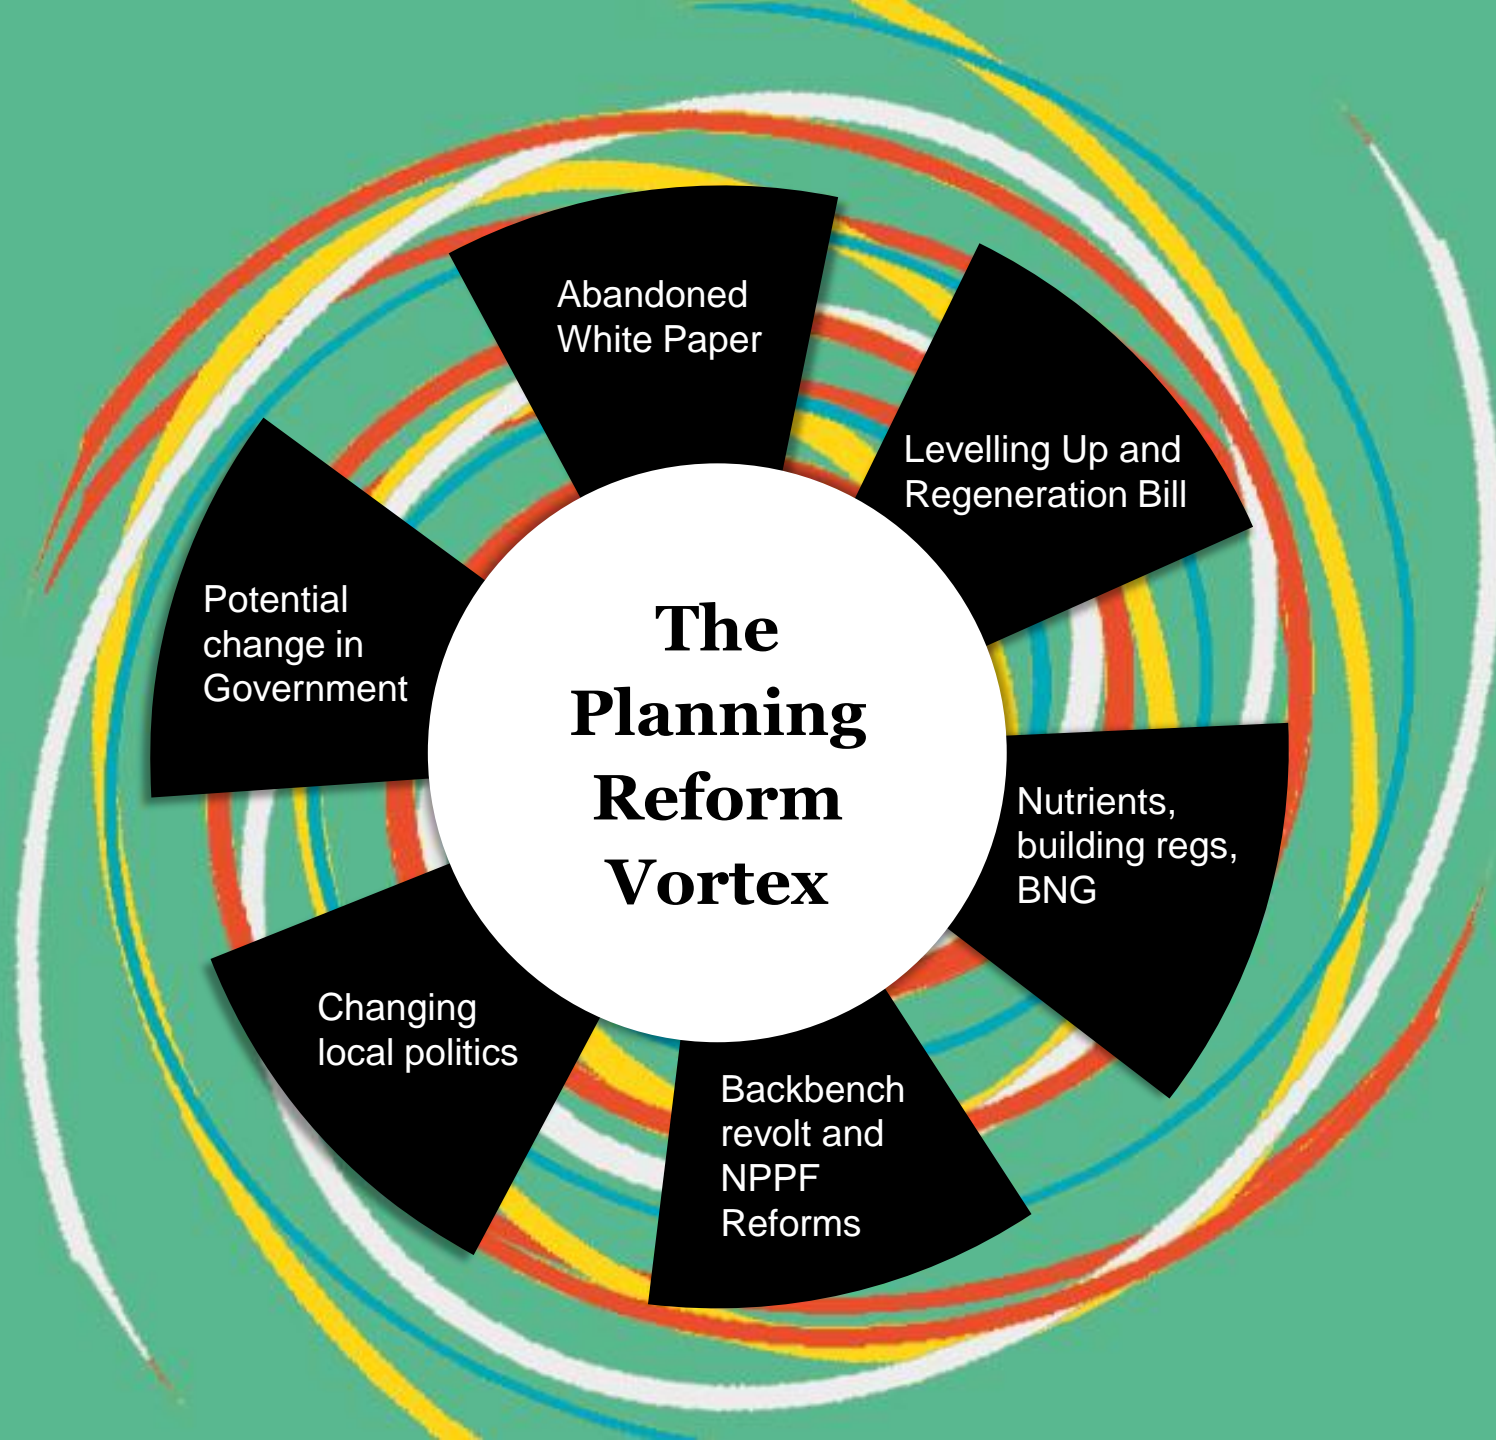 Abandoned
White Paper
Levelling Up and
Regeneration Bill
Nutrients,
building regs,
BNG
Backbench
revolt and
NPPF
Reforms
Changing
local politics
Potential
change in
Government
The
Planning
Reform
Vortex